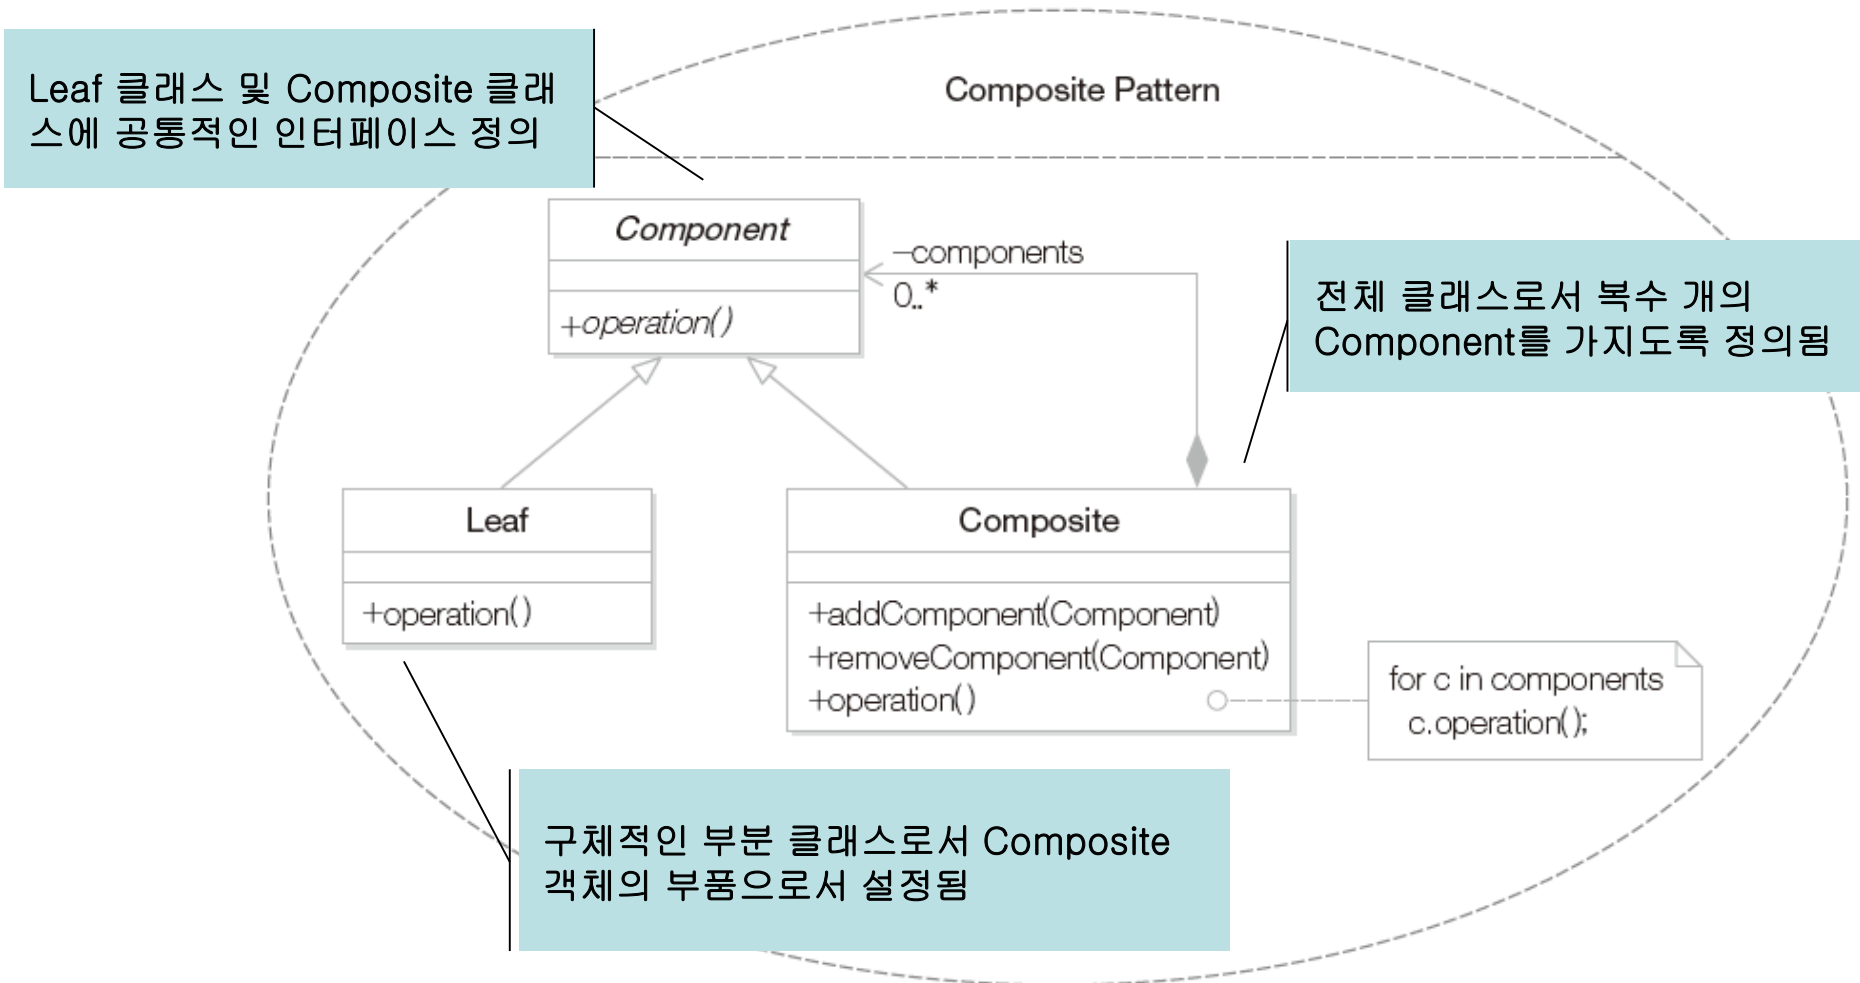 Leaf 클래스 및 Composite 클래
스에 공통적인 인터페이스 정의
Composite Pattern
Component
+operation()
–components
0..*
전체 클래스로서 복수 개의
Component를 가지도록 정의됨
Leaf
+operation()
Composite
+addComponent(Component)
+removeComponent(Component)
+operation()
for c in components
c.operation();
구체적인 부분 클래스로서 Composite
객체의 부품으로서 설정됨